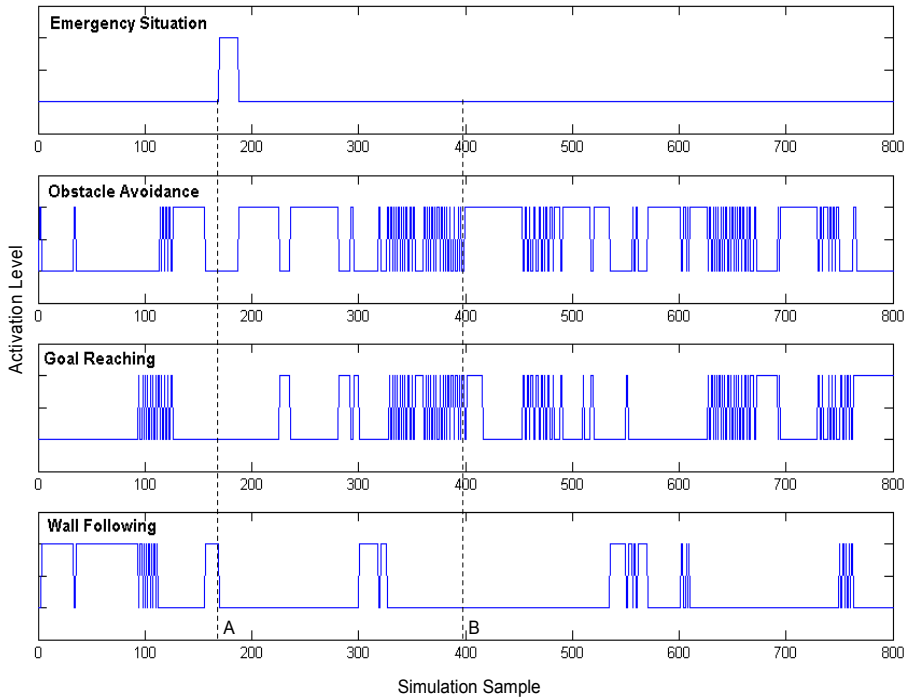 Emergency Situation
0 100 200 300 400 500 600 700 800
Obstacle Avoidance
0 100 200 300 400 500 600 700 800
Activation Level
Goal Reaching
0 100 200 300 400 500 600 700 800
Wall Following
A B
0 100 200 300 400 500 600 700 800
Simulation Sample